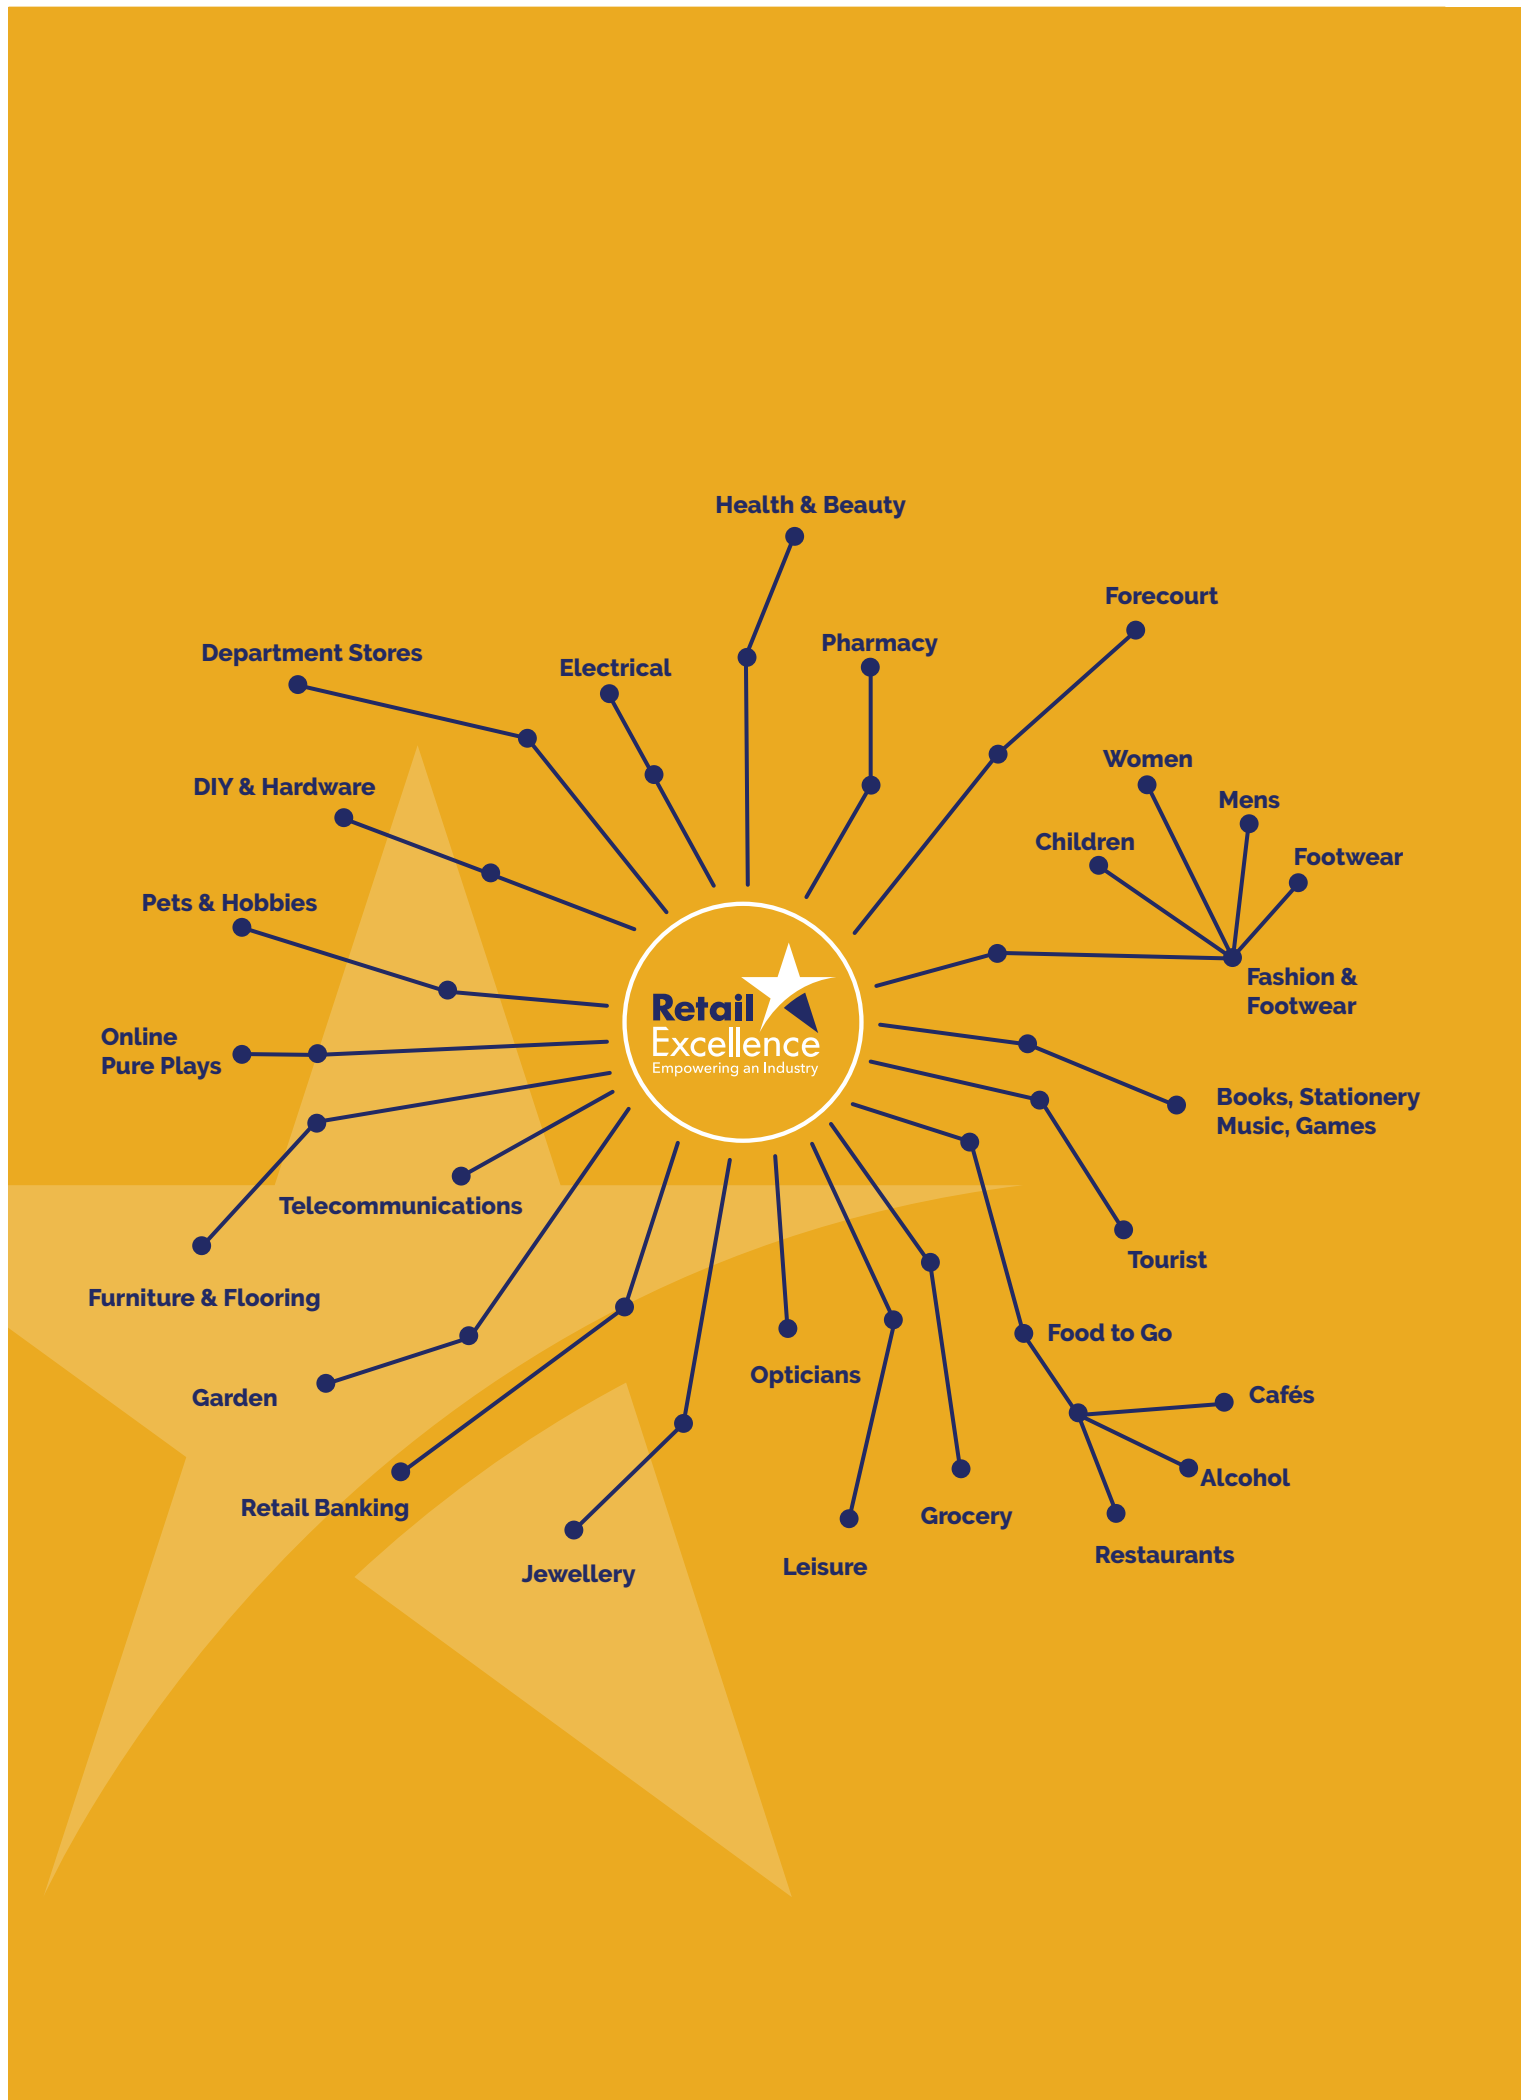 Health & Beauty
Forecourt
Pharmacy
Department Stores
Electrical
Women
DIY & Hardware
Mens
Children
Footwear
Pets & Hobbies
Fashion &
Footwear
Retail
Excellence
Empowering an Industry
Online
Pure Plays
Books, Stationery
Music, Games
Telecommunications
Tourist
Furniture & Flooring
Food to Go
Opticians
Garden
Cafés
Alcohol
Retail Banking
Grocery
Restaurants
Leisure
Jewellery